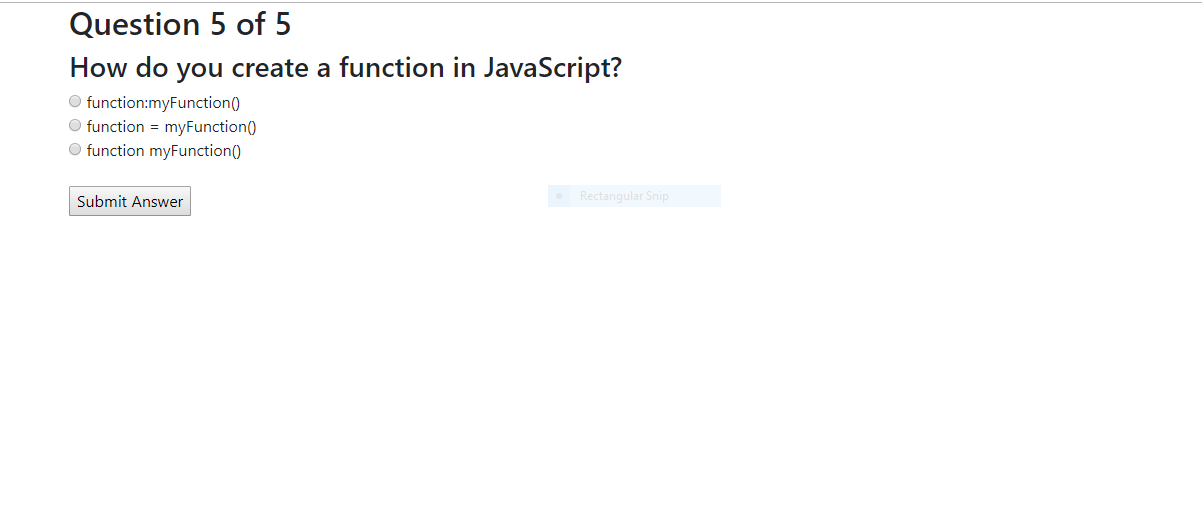 Question 5 of 5
How do you create a function in JavaScript?
function:myFunction()
function = myFunction()
function myFunction()
Submit Answer
Rectangular Snip